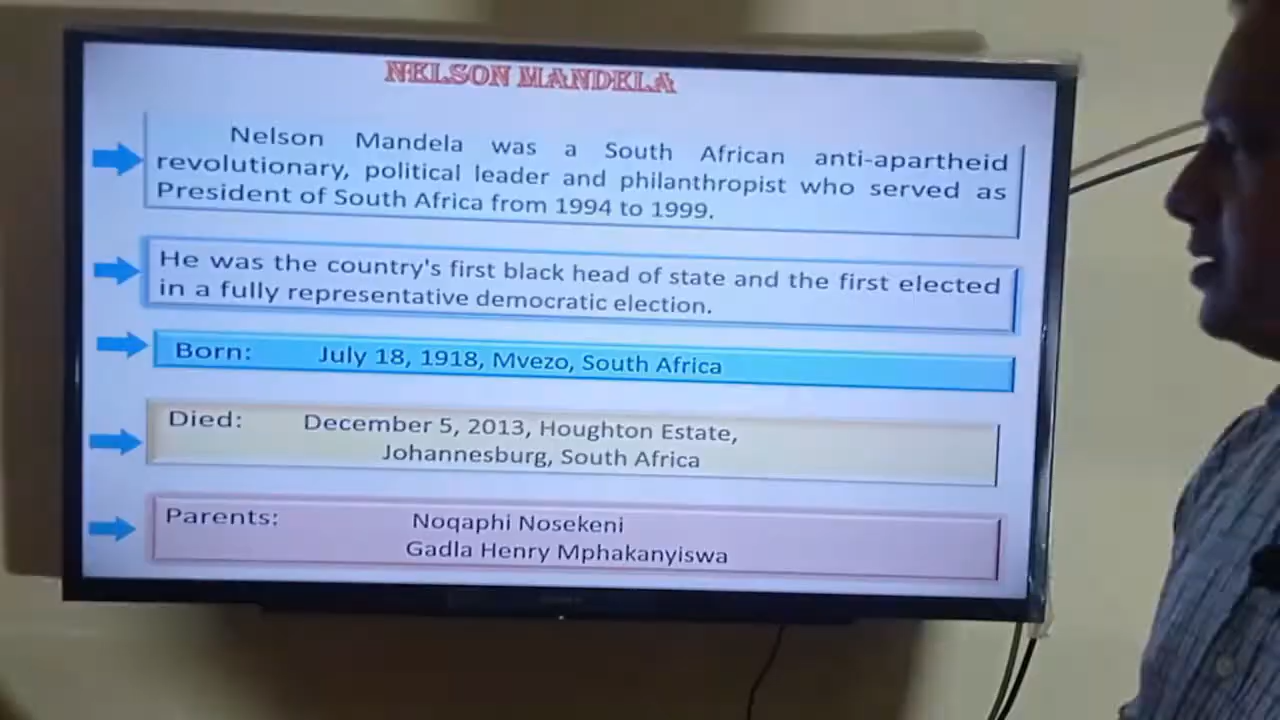 NELSON MANDELA
Nelson Mandela was a South African anti-apartheid
revolutionary, political leader and philanthropist who served as
President of South Africa from 1994 to 1999.
He was the country's first black head of state and the first elected
in a fully representative democratic election.
Born: July 18, 1918, Mvezo, South Africa
Died: December 5, 2013, Houghton Estate,
Johannesburg, South Africa
Parents: Noqaphi Nosekeni
Gadla Henry Mphakanyiswa